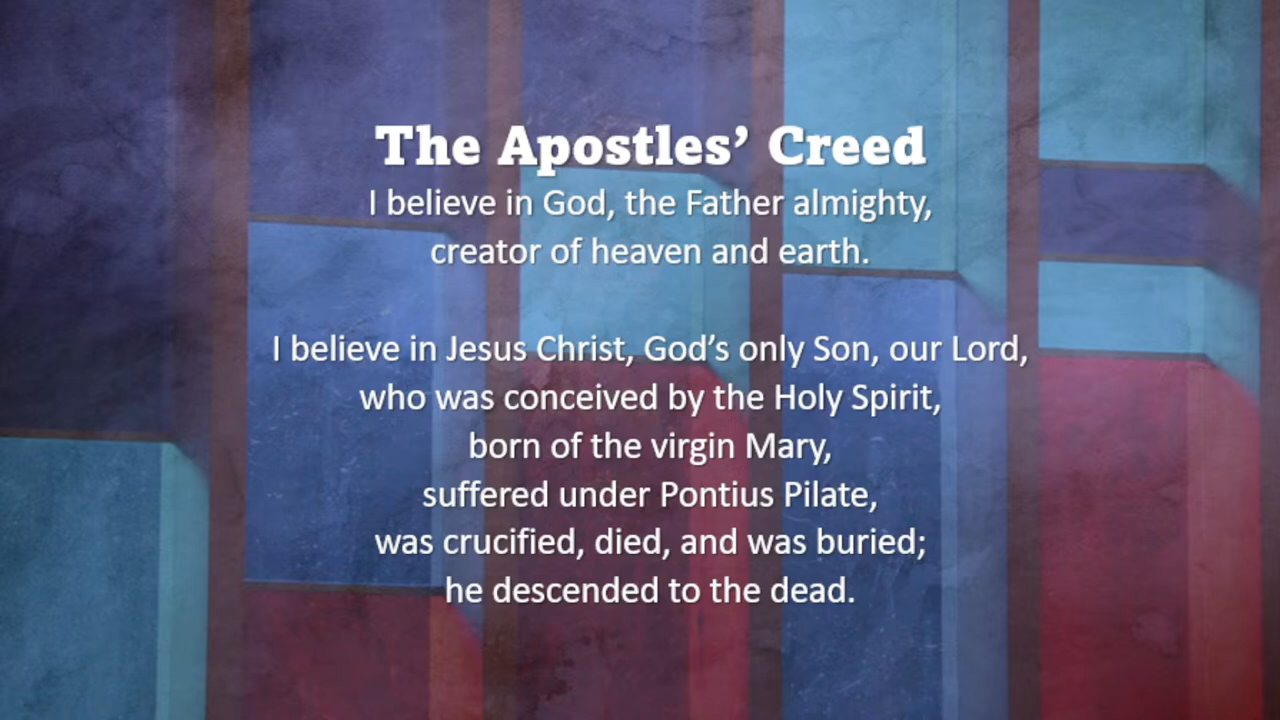 The Apostles’ Creed
I believe in God, the Father almighty,
creator of heaven and earth.
I believe in Jesus Christ, God’s only Son, our Lord,
who was conceived by the Holy Spirit,
born of the virgin Mary,
suffered under Pontius Pilate,
was crucified, died, and was buried;
he descended to the dead.